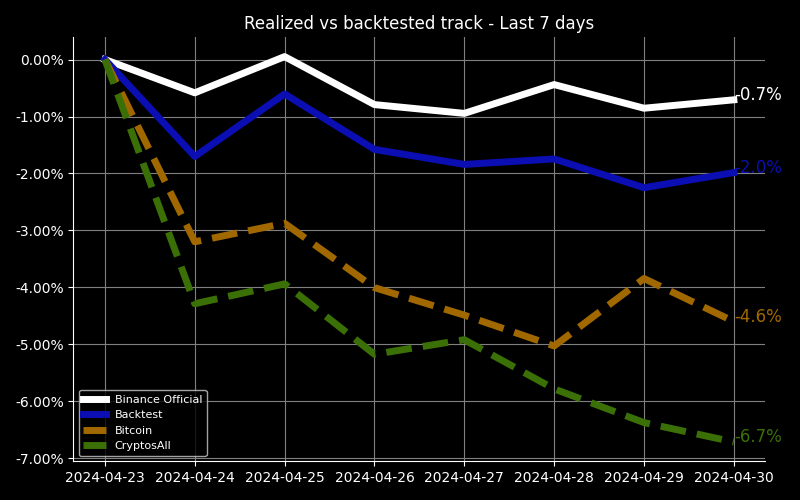 Realized vs backtested track - Last 7 days
0.00%
-1.00%
-2.00%
-3.00%
-4.00%
-5.00%
-6.00%
-7.00%
-0.7%
-2.0%
-4.6%
-6.7%
Binance Official
Backtest
Bitcoin
CryptosAll
2024-04-23 2024-04-24 2024-04-25 2024-04-26 2024-04-27 2024-04-28 2024-04-29 2024-04-30